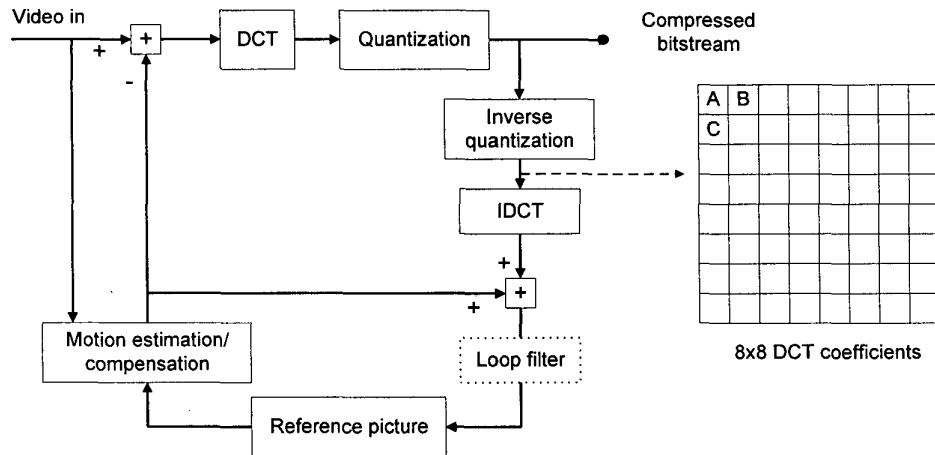 Video in
+
+
-
DCT
Quantization
Compressed
bitstream
Inverse
quantization
A B
C
IDCT
+
+
+
Motion estimation/
compensation
Loop filter
8x8 DCT coefficients
Reference picture